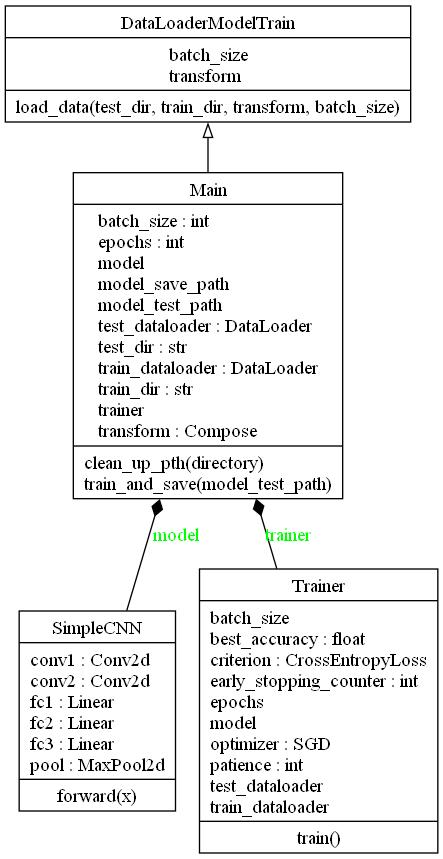 DataLoaderModelTrain
batch_size
transform
load_data(test_dir, train_dir, transform, batch_size)
Main
batch_size : int
epochs : int
model
model_save_path
model_test_path
test_dataloader : DataLoader
test_dir : str
train_dataloader : DataLoader
train_dir : str
trainer
transform : Compose
clean_up_pth(directory)
train_and_save(model_test_path)
model
trainer
SimpleCNN
conv1 : Conv2d
conv2 : Conv2d
fc1 : Linear
fc2 : Linear
fc3 : Linear
pool : MaxPool2d
forward(x)
Trainer
batch_size
best_accuracy : float
criterion : CrossEntropyLoss
early_stopping_counter : int
epochs
model
optimizer : SGD
patience : int
test_dataloader
train_dataloader
train()